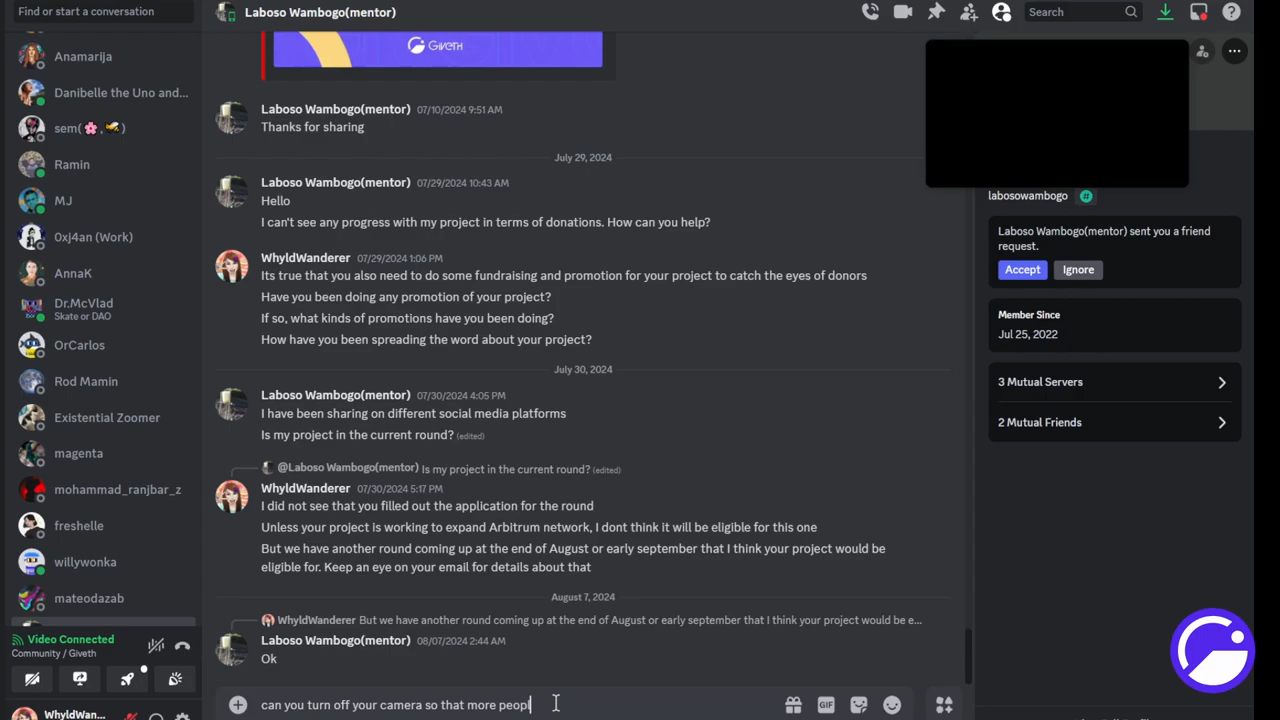 Find or start a conversation
Laboso Wambogo(mentor)
Search
Anamarija
Danibelle the Uno and...
sem(🌸,🐝)
Ramin
MJ
0xj4an (Work)
AnnaK
Dr.McVlad
Skate or DAO
OrCarlos
Rod Mamin
Existential Zoomer
magenta
mohammad_ranjbar_z
freshelle
willywonka
mateodazab
Video Connected
Community / Giveth
WhyldWan...
GIVETH
Laboso Wambogo(mentor) 07/10/2024 9:51 AM
Thanks for sharing
July 29, 2024
Laboso Wambogo(mentor) 07/29/2024 10:43 AM
Hello
I can't see any progress with my project in terms of donations. How can you help?
WhyldWanderer 07/29/2024 1:06 PM
Its true that you also need to do some fundraising and promotion for your project to catch the eyes of donors
Have you been doing any promotion of your project?
If so, what kinds of promotions have you been doing?
How have you been spreading the word about your project?
July 30, 2024
Laboso Wambogo(mentor) 07/30/2024 4:05 PM
I have been sharing on different social media platforms
Is my project in the current round? (edited)
@Laboso Wambogo(mentor) Is my project in the current round? (edited)
WhyldWanderer 07/30/2024 5:17 PM
I did not see that you filled out the application for the round
Unless your project is working to expand Arbitrum network, I dont think it will be eligible for this one
But we have another round coming up at the end of August or early september that I think your project would be
eligible for. Keep an eye on your email for details about that
August 7, 2024
WhyldWanderer But we have another round coming up at the end of August or early september that I think your project would be e...
Laboso Wambogo(mentor) 08/07/2024 2:44 AM
Ok
can you turn off your camera so that more peopl
GIF
labosowambogo #
Laboso Wambogo(mentor) sent you a friend
request.
Accept Ignore
Member Since
Jul 25, 2022
3 Mutual Servers
2 Mutual Friends